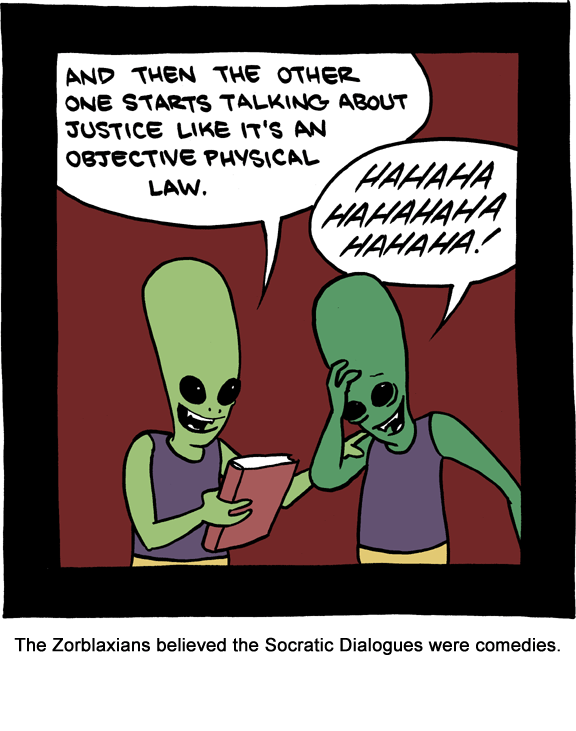 AND THEN THE OTHER
ONE STARTS TALKING ABOUT
JUSTICE LIKE IT'S AN
OBJECTIVE PHYSICAL
LAW.
HAHAHA
HAHAHAHA
HAHAHA!
The Zorblaxians believed the Socratic Dialogues were comedies.